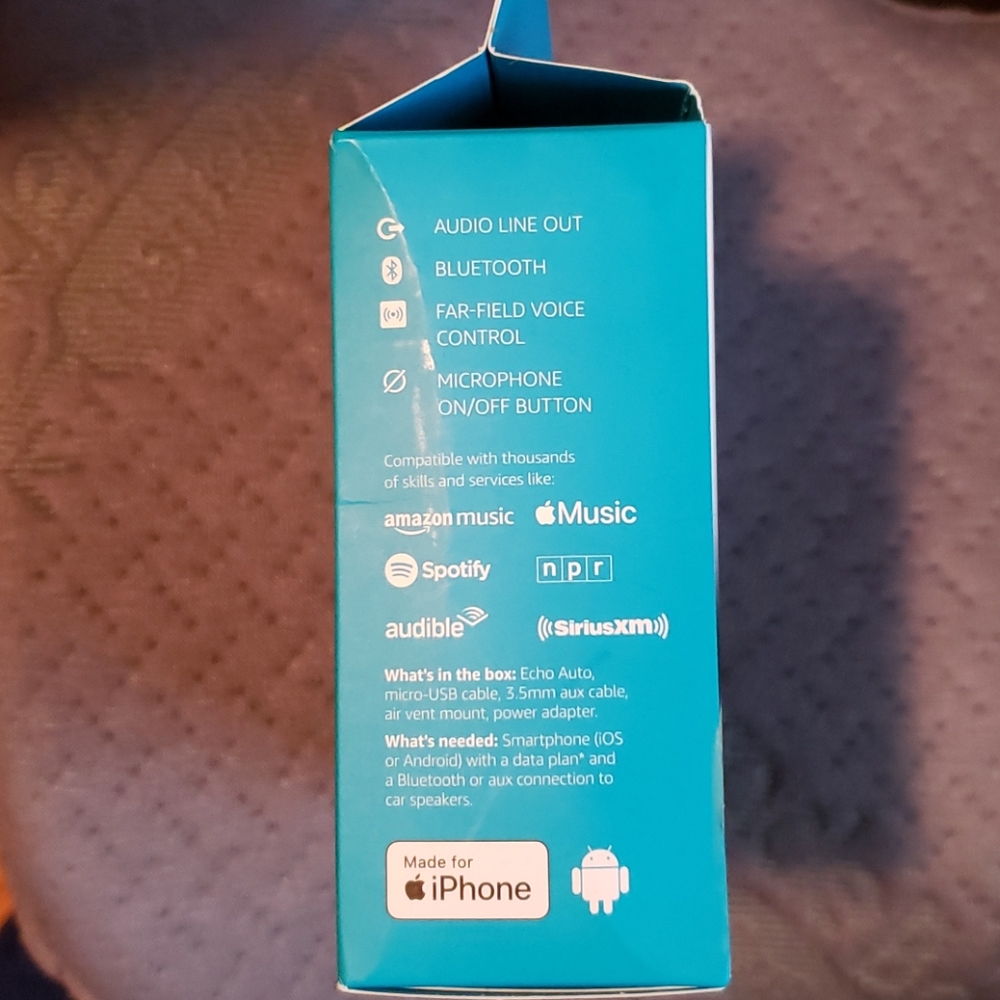 AUDIO LINE OUT
BLUETOOTH
FAR-FIELD VOICE
CONTROL
MICROPHONE
ON/OFF BUTTON
Compatible with thousands
of skills and services like:
amazon music Music
Spotify npr
audible SiriusXM
What's in the box: Echo Auto,
micro-USB cable, 3.5mm aux cable,
air vent mount, power adapter.
What's needed: Smartphone (iOS
or Android) with a data plan* and
a Bluetooth or aux connection to
car speakers.
Made for
iPhone